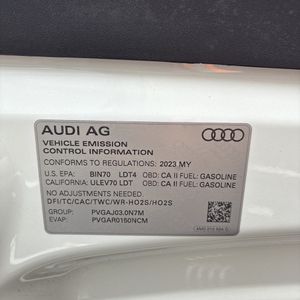 AUDI AG
VEHICLE EMISSION
CONTROL INFORMATION
CONFORMS TO REGULATIONS: 2023 MY
U.S. EPA: BIN70 LDT4 OBD: CA II FUEL: GASOLINE
CALIFORNIA: ULEV70 LDT OBD: CA II FUEL: GASOLINE
NO ADJUSTMENTS NEEDED.
DFI/TC/CAC/TWC/WR-HO2S/HO2S
GROUP: PVGAJ03.0N7M
EVAP: PVGAR0150NCM